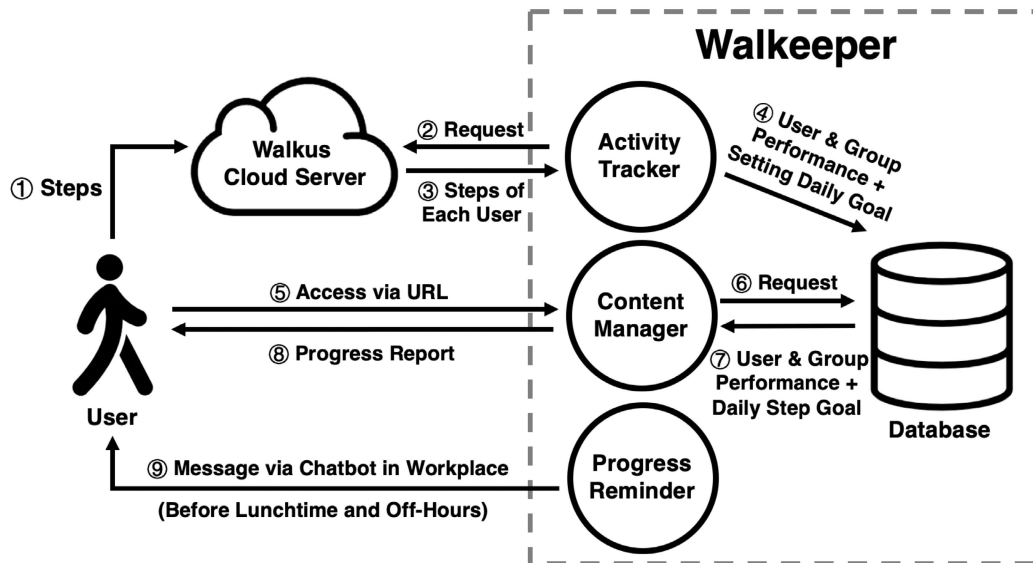 Walkeeper
① Steps
Walkus
Cloud Server
② Request
③ Steps of
Each User
Activity
Tracker
④ User & Group
Performance +
Setting Daily Goal
User
⑤ Access via URL
⑧ Progress Report
Content
Manager
⑥ Request
⑦ User & Group
Performance +
Daily Step Goal
Database
⑨ Message via Chatbot in Workplace
(Before Lunchtime and Off-Hours)
Progress
Reminder